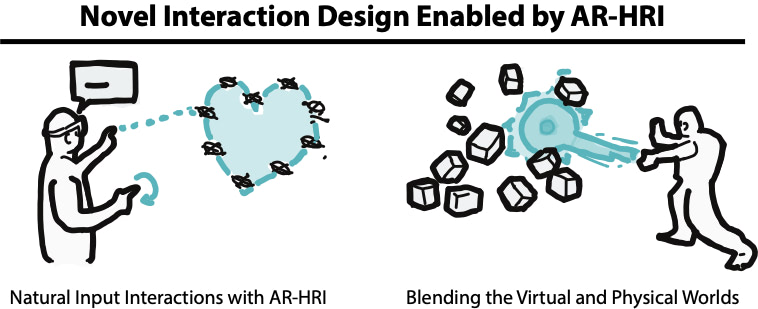 Novel Interaction Design Enabled by AR-HRI
Natural Input Interactions with AR-HRI
Blending the Virtual and Physical Worlds